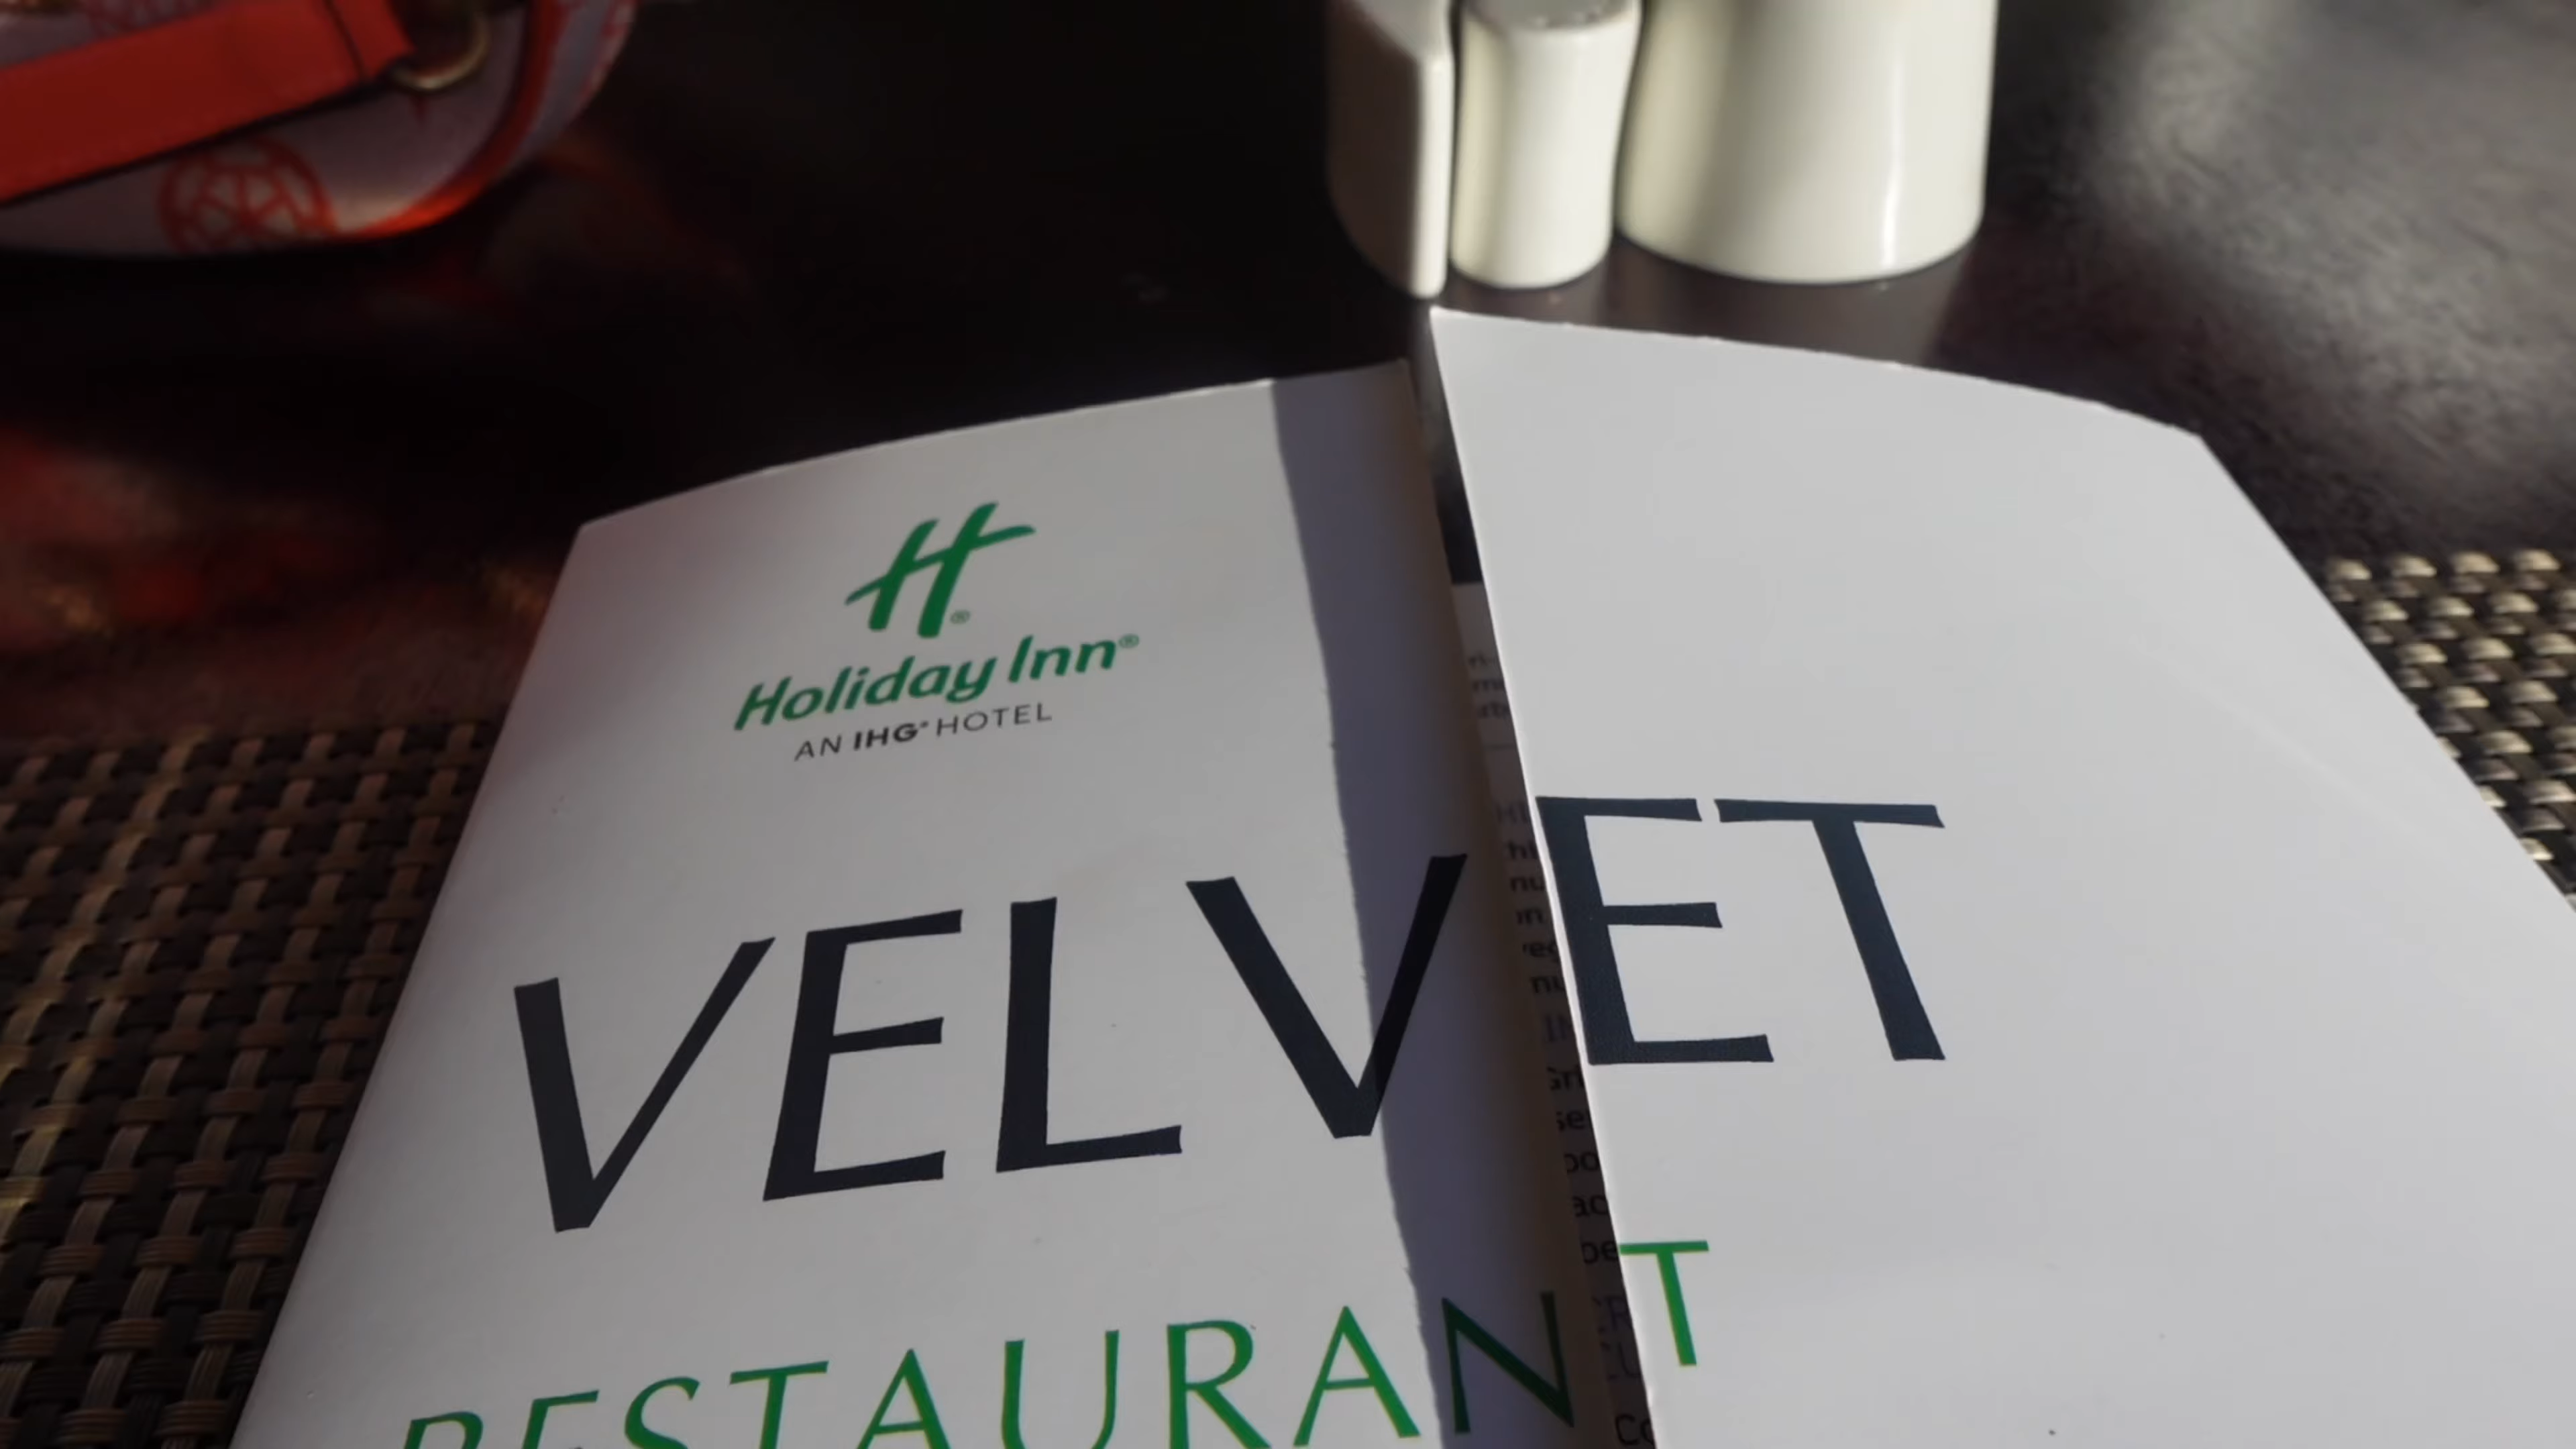 H®
Holiday Inn®
AN IHG® HOTEL
VELVET
RESTAURANT